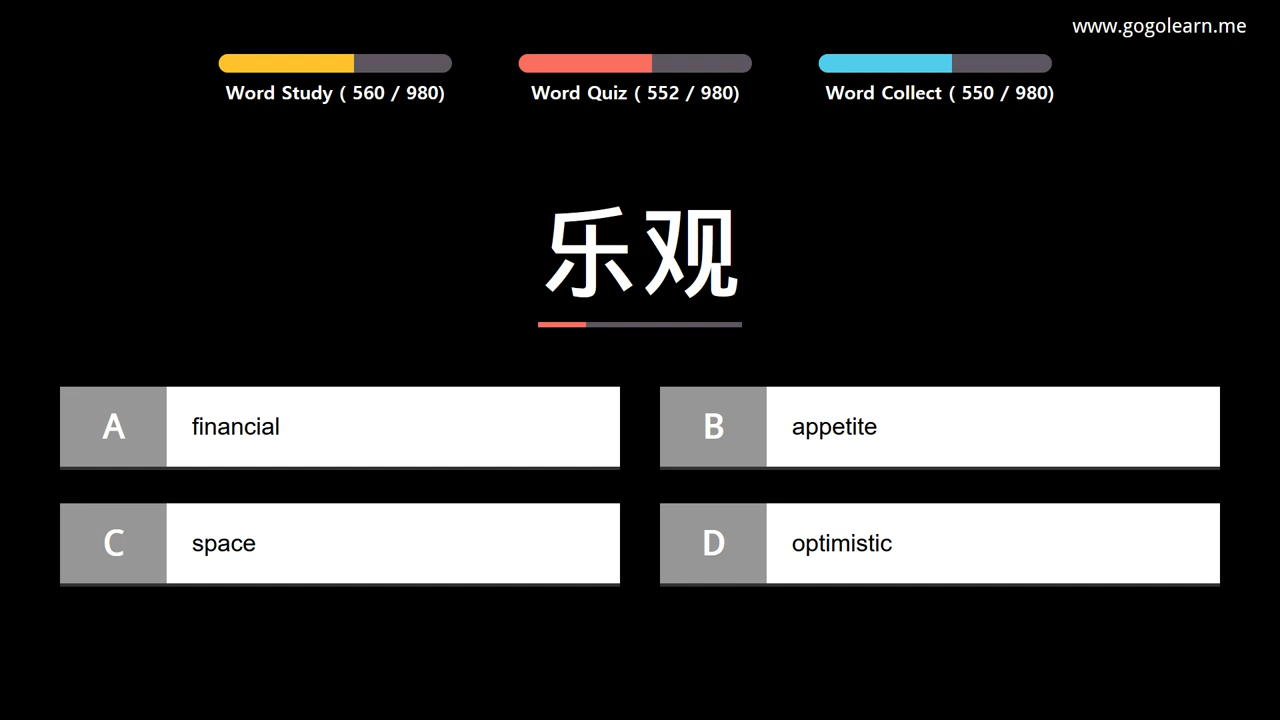 www.gogolearn.me
Word Study ( 560 / 980)
Word Quiz ( 552 / 980)
Word Collect ( 550 / 980)
乐观
A financial
B appetite
C space
D optimistic